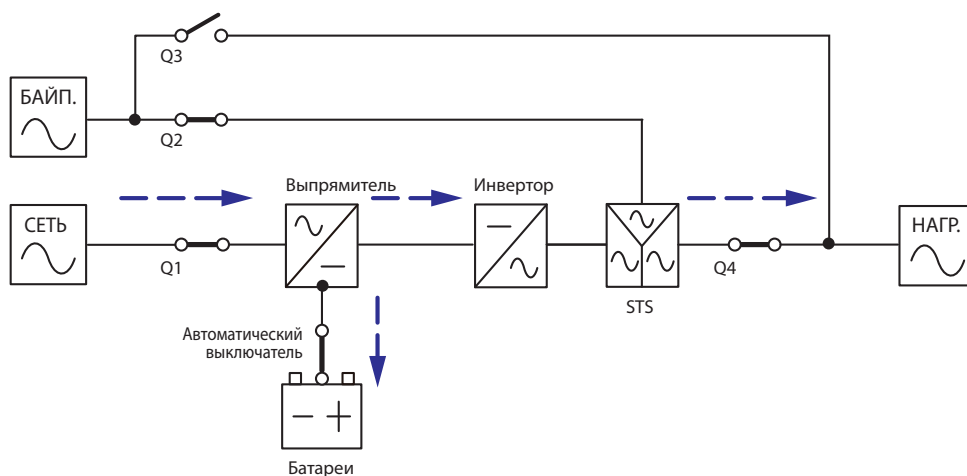 Q3
БАЙП.
Q2
Выпрямитель
Инвертор
СЕТЬ
НАГР.
Q1
Q4
STS
Автоматический
выключатель
Батареи